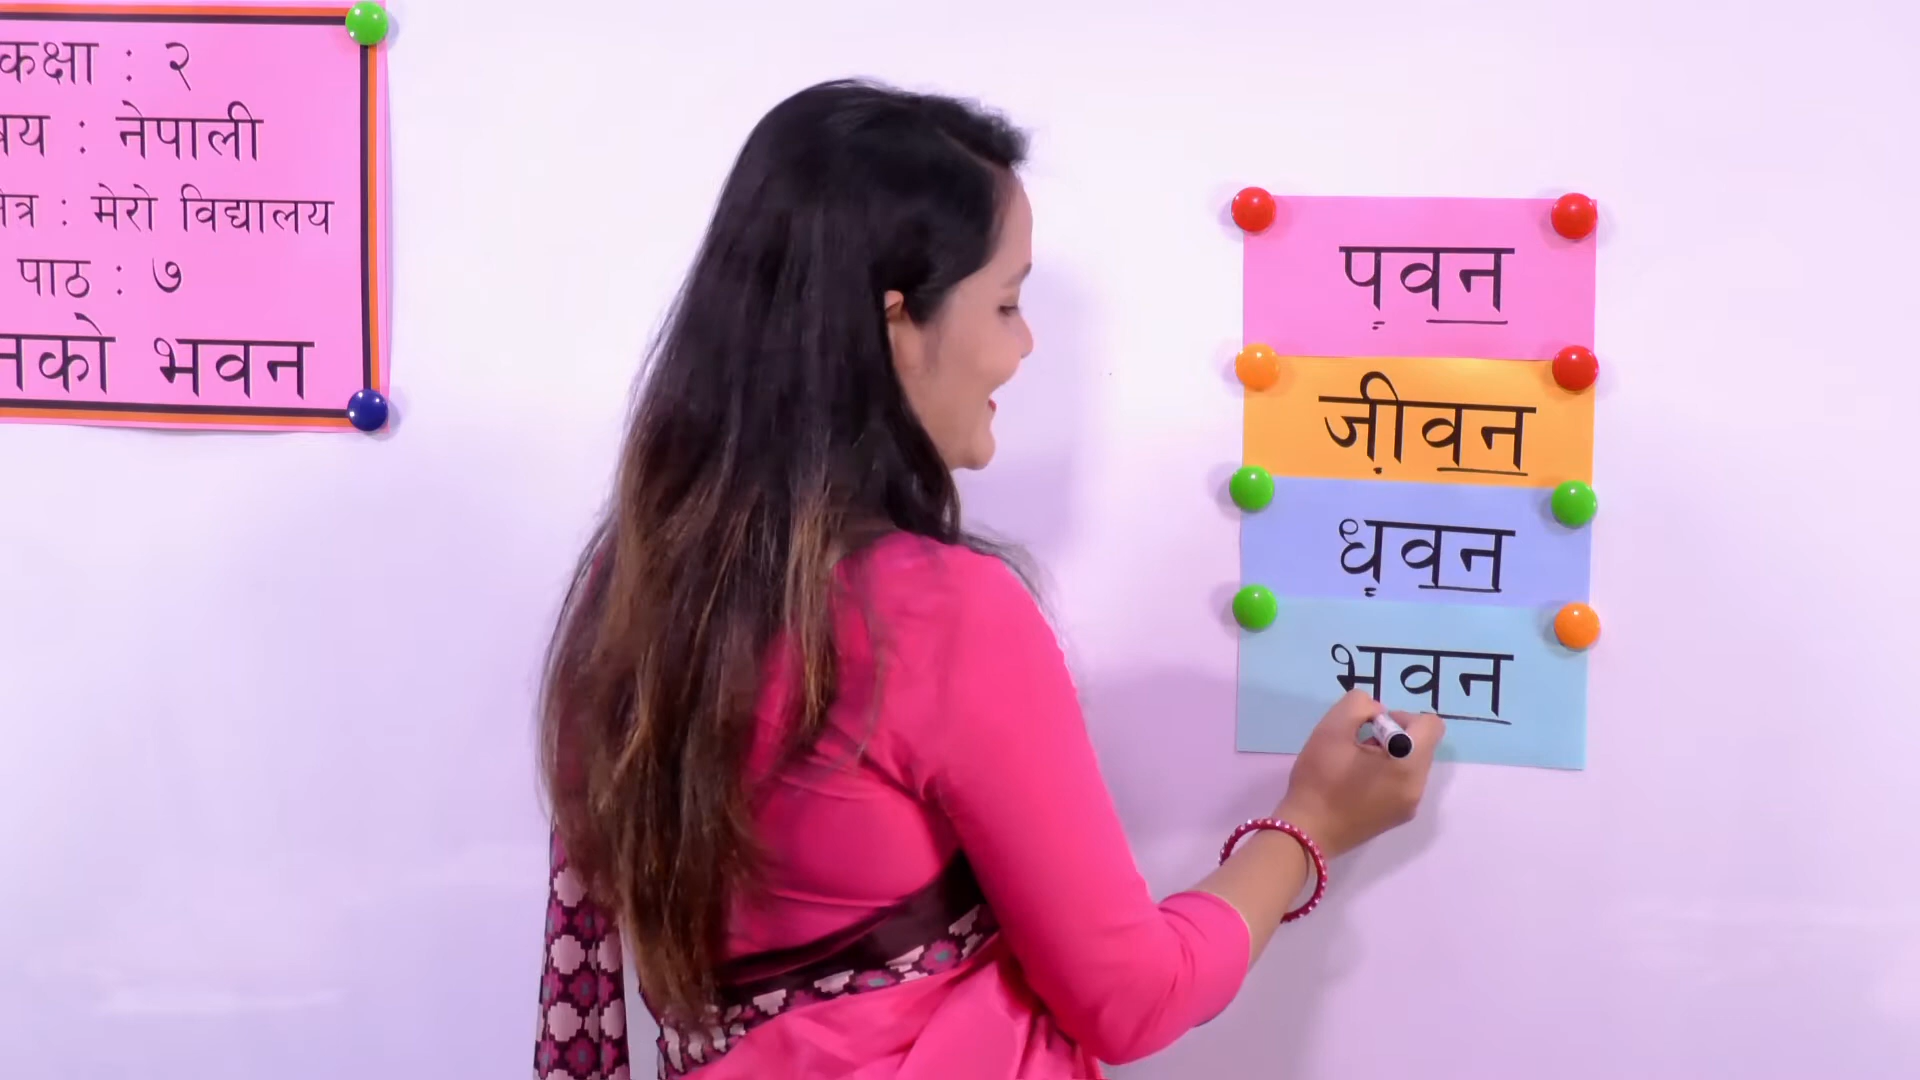 कक्षा : २
नेपाली
मेरो विद्यालय
पाठ : ७
भवन
पवन
जीवन
धवन
भवन